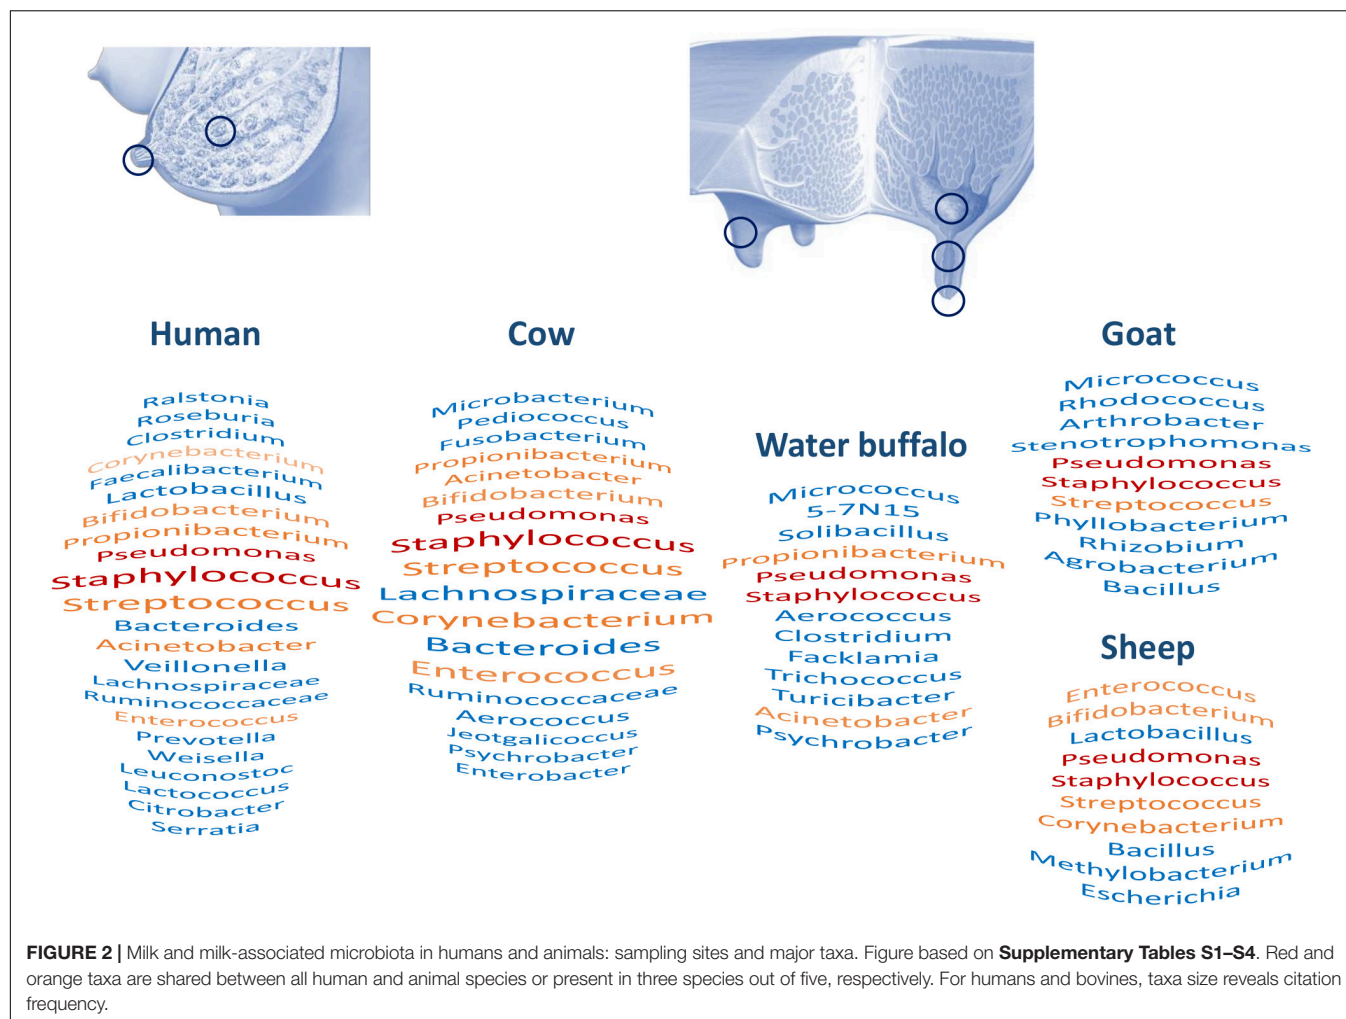 Human
Ralstonia
Roseburia
Clostridium
Corynebacterium
Faecalibacterium
Lactobacillus
Bifidobacterium
Propionibacterium
Pseudomonas
Staphylococcus
Streptococcus
Bacteroides
Acinetobacter
Veillonella
Lachnospiraceae
Ruminococcaceae
Enterococcus
Prevotella
Weisella
Leuconostoc
Lactococcus
Citrobacter
Serratia
Cow
Microbacterium
Pediococcus
Fusobacterium
Propionibacterium
Acinetobacter
Bifidobacterium
Pseudomonas
Staphylococcus
Streptococcus
Lachnospiraceae
Corynebacterium
Bacteroides
Enterococcus
Ruminococcaceae
Aerococcus
Jeotgalicoccus
Psychrobacter
Enterobacter
Water buffalo
Micrococcus
5-7N15
Solibacillus
Propionibacterium
Pseudomonas
Staphylococcus
Aerococcus
Clostridium
Facklamia
Trichococcus
Turicibacter
Acinetobacter
Psychrobacter
Goat
Micrococcus
Rhodococcus
Arthrobacter
Stenotrophomonas
Pseudomonas
Staphylococcus
Streptococcus
Phyllobacterium
Rhizobium
Agrobacterium
Bacillus
Sheep
Enterococcus
Bifidobacterium
Lactobacillus
Pseudomonas
Staphylococcus
Streptococcus
Corynebacterium
Bacillus
Methylobacterium
Escherichia
FIGURE 2 | Milk and milk-associated microbiota in humans and animals: sampling sites and major taxa. Figure based on Supplementary Tables S1–S4. Red and
orange taxa are shared between all human and animal species or present in three species out of five, respectively. For humans and bovines, taxa size reveals citation
frequency.